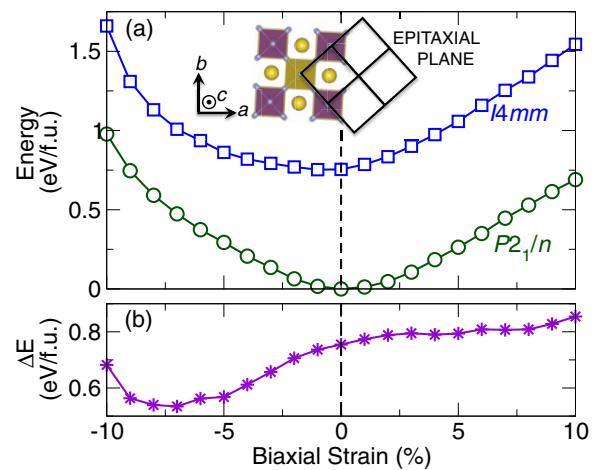 (a)
EPITAXIAL
PLANE
b
c
a
I4mm
P2₁/n
Energy
(eV/f.u.)
1.5
1
0.5
0
(b)
ΔE
(eV/f.u.)
0.8
0.6
-10 -5 0 5 10
Biaxial Strain (%)